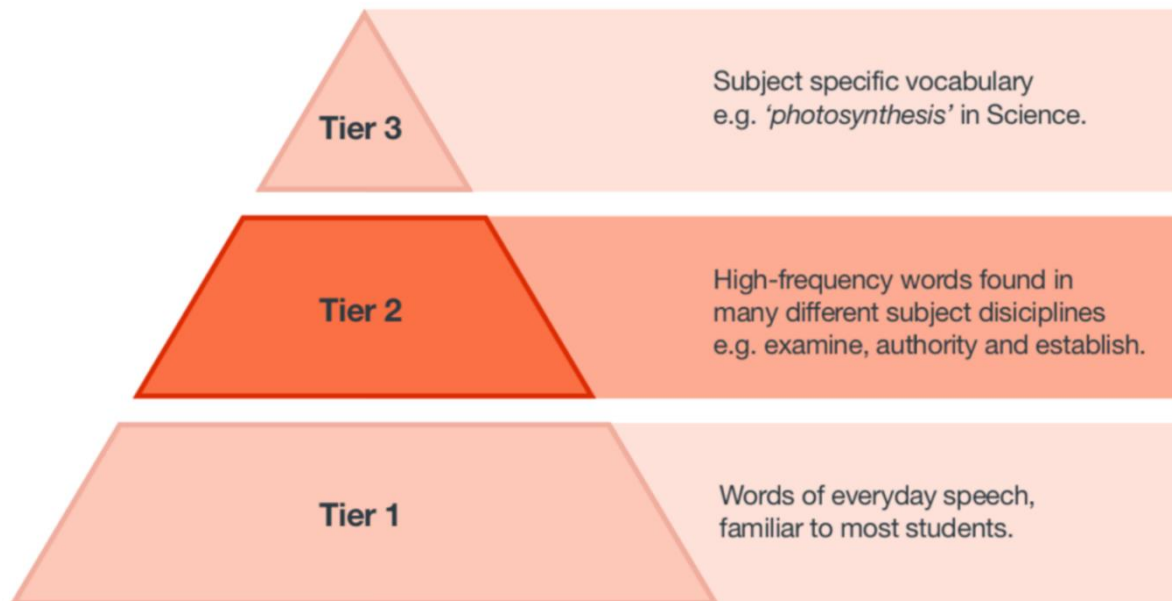 Tier 3
Subject specific vocabulary
e.g. ‘photosynthesis’ in Science.
Tier 2
High-frequency words found in
many different subject disiciplines
e.g. examine, authority and establish.
Tier 1
Words of everyday speech,
familiar to most students.